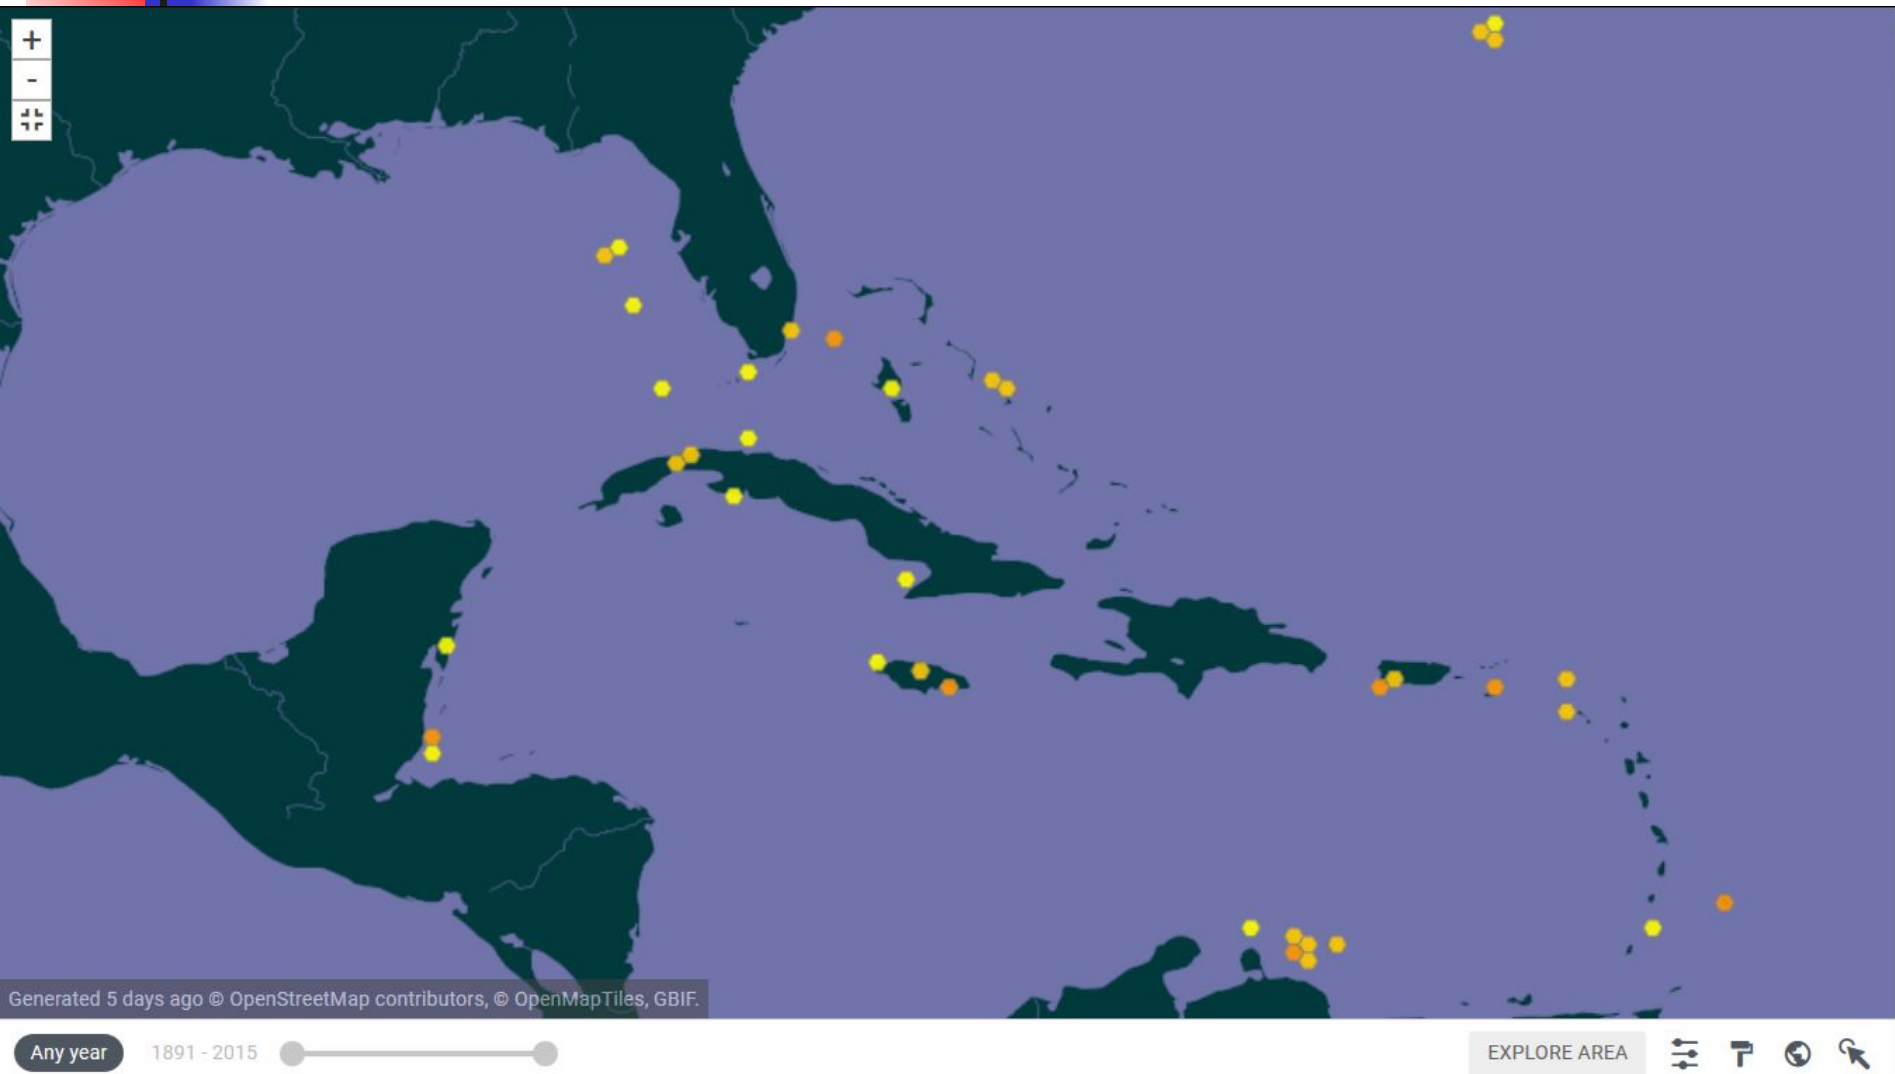 +
-
Generated 5 days ago © OpenStreetMap contributors, © OpenMapTiles, GBIF.
Any year
1891 - 2015
EXPLORE AREA